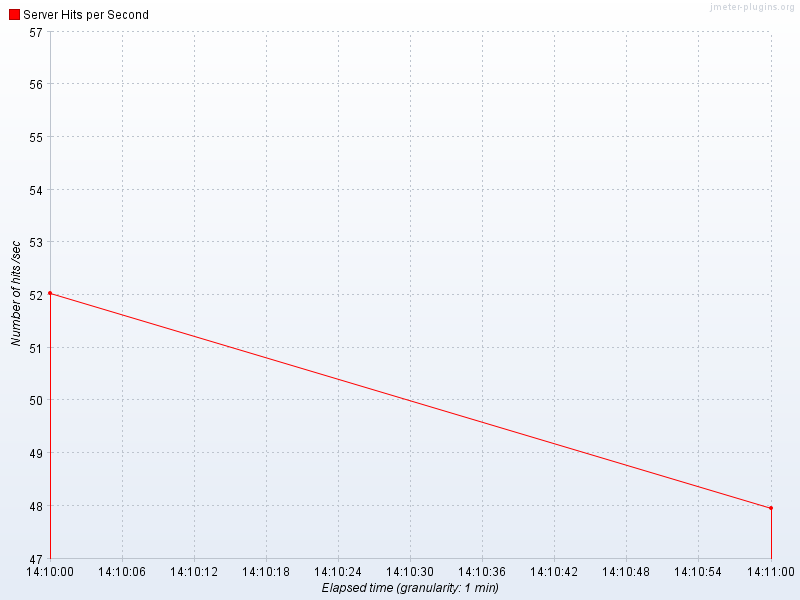 jmeter-plugins.org
Server Hits per Second
57
56
55
54
53
52
51
50
49
48
47
Number of hits /sec
14:10:00 14:10:06 14:10:12 14:10:18 14:10:24 14:10:30 14:10:36 14:10:42 14:10:48 14:10:54 14:11:00
Elapsed time (granularity: 1 min)